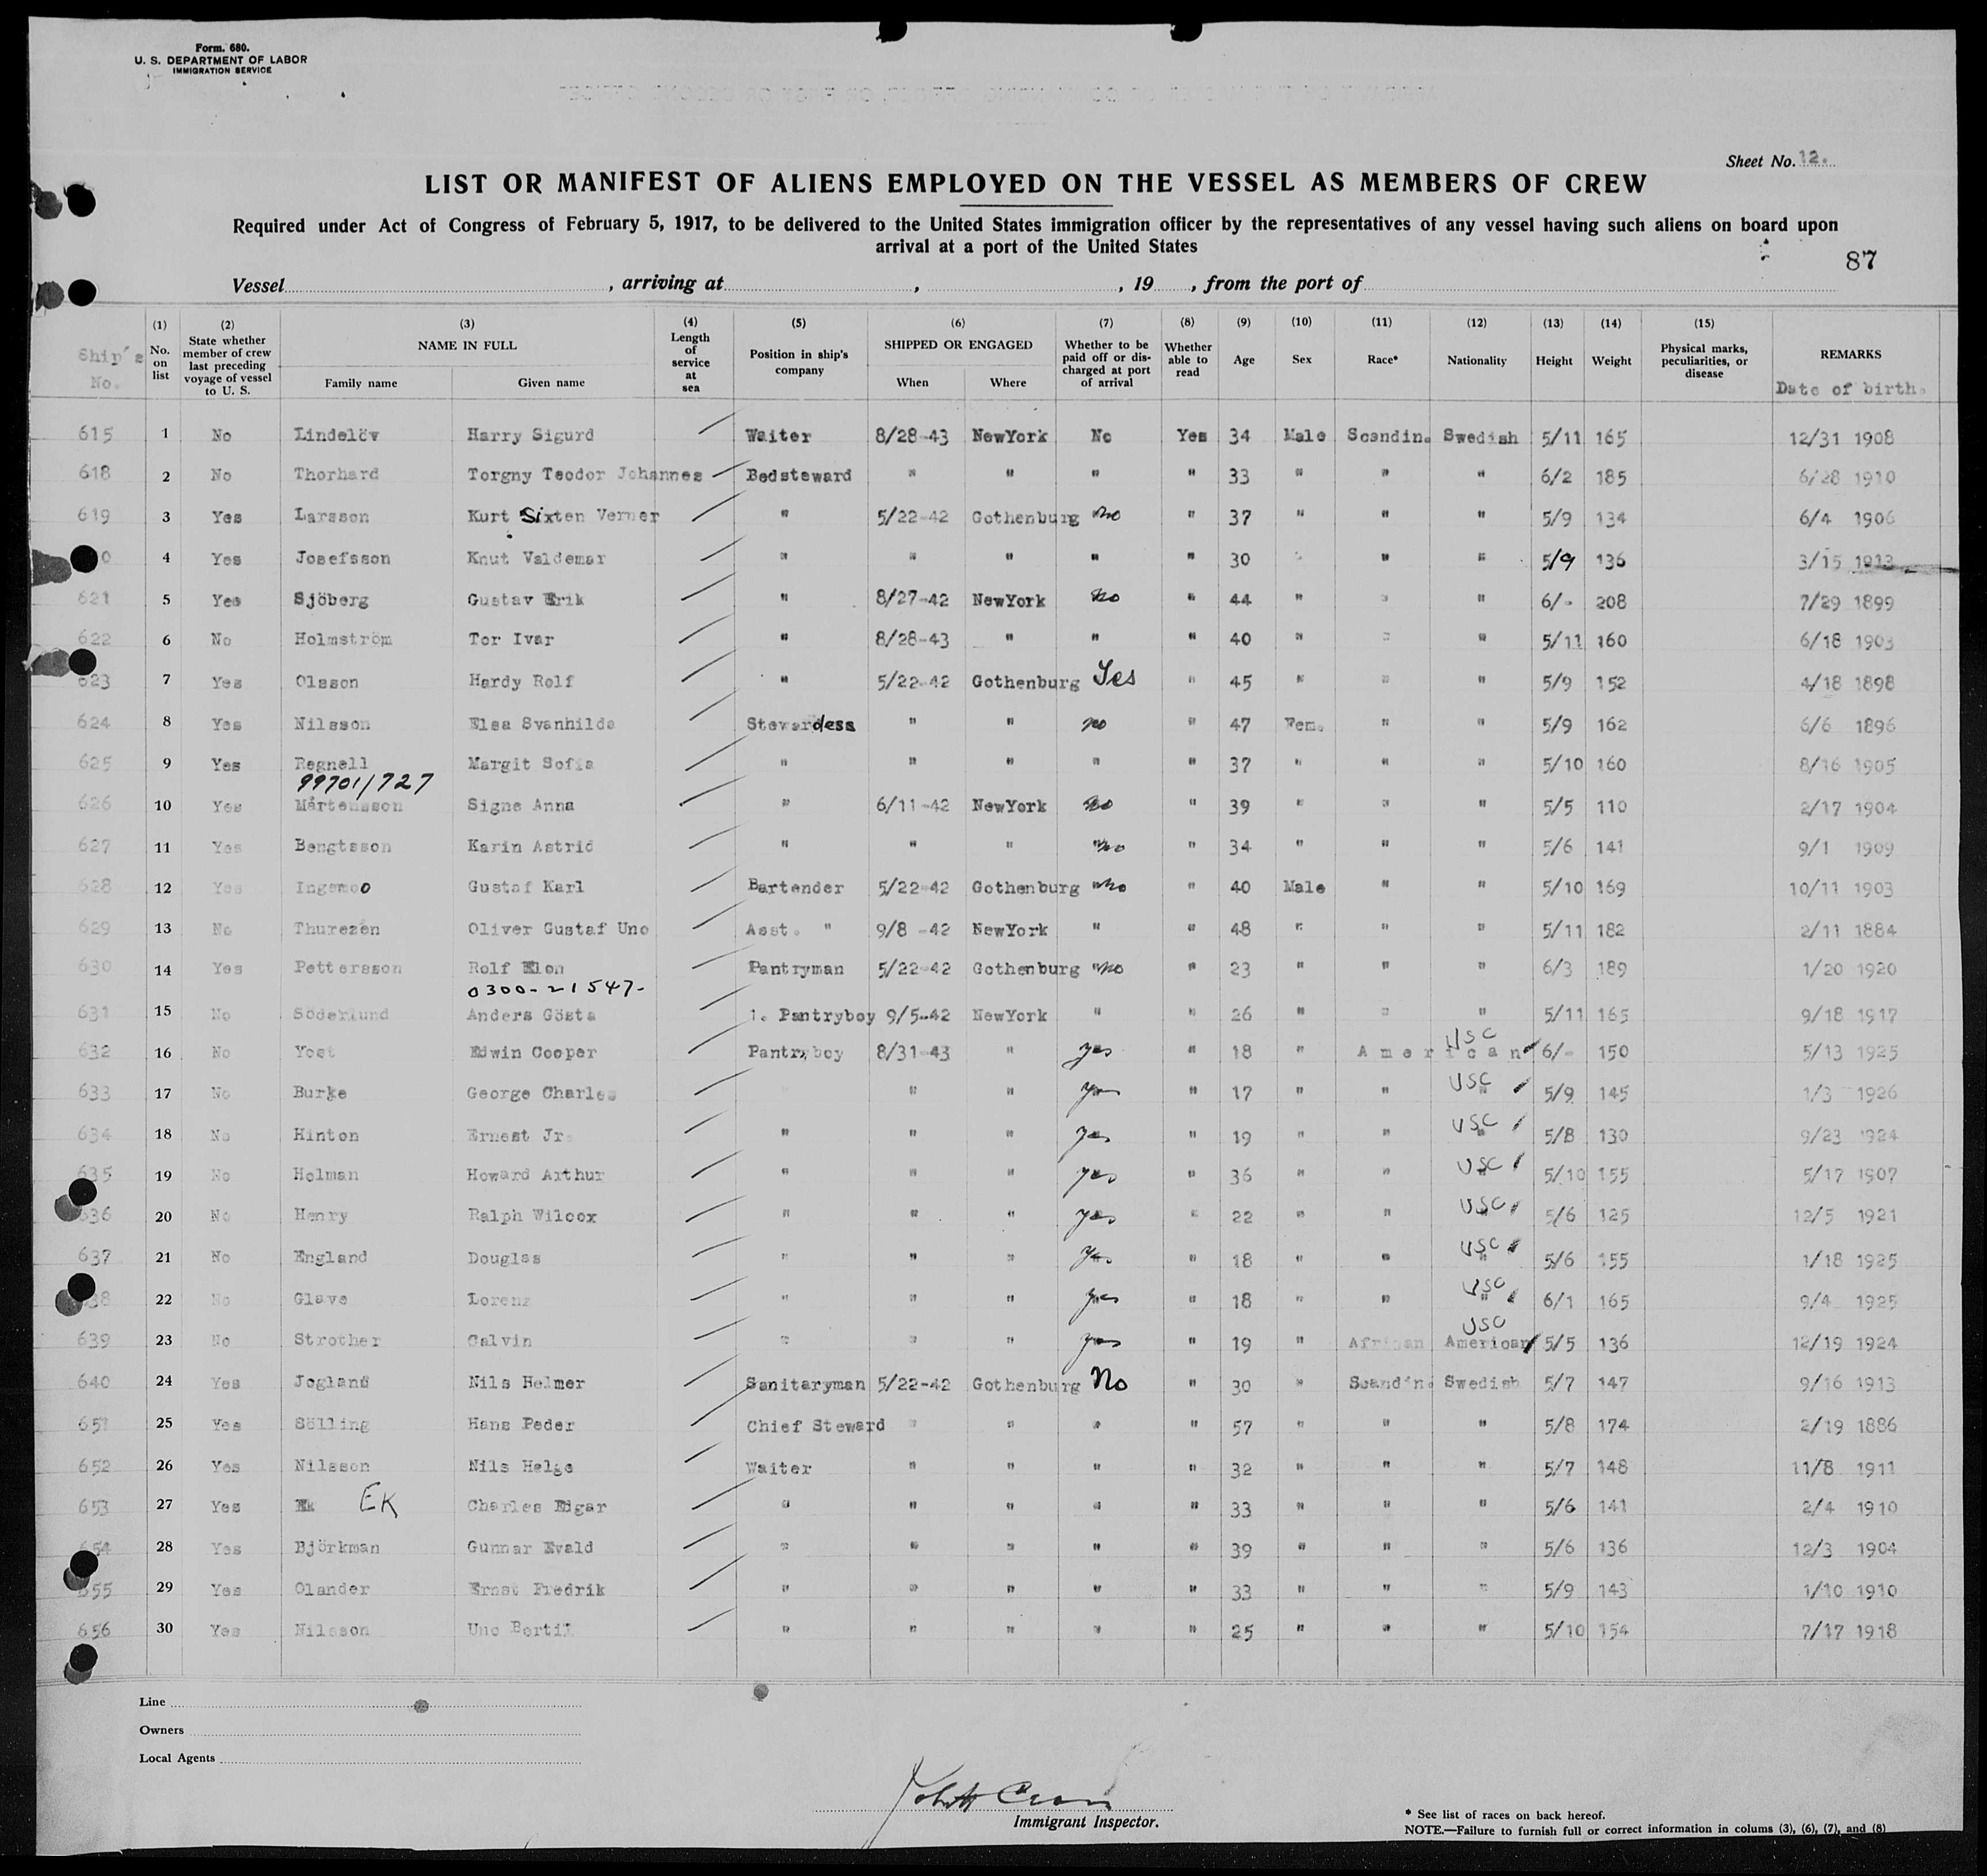 Form. 680.
U. S. DEPARTMENT OF LABOR
IMMIGRATION SERVICE
Sheet No. 12.
LIST OR MANIFEST OF ALIENS EMPLOYED ON THE VESSEL AS MEMBERS OF CREW
Required under Act of Congress of February 5, 1917, to be delivered to the United States immigration officer by the representatives of any vessel having such aliens on board upon
arrival at a port of the United States
87
Vessel , arriving at , , 19 , from the port of
Ship's No. (1) No. on list (2) State whether member of crew last preceding voyage of vessel to U. S. (3) NAME IN FULL Family name Given name (4) Length of service at sea (5) Position in ship's company (6) SHIPPED OR ENGAGED When Where (7) Whether to be paid off or discharged at port of arrival (8) Whether able to read (9) Age (10) Sex (11) Race* (12) Nationality (13) Height (14) Weight (15) Physical marks, peculiarities, or disease REMARKS Date of birth.
615 1 No Lindelöv Harry Sigurd Waiter 8/28-43 NewYork No Yes 34 Male Scandin. Swedish 5/11 165 12/31 1908
618 2 No Thorhard Torgny Teodor Johannes Bedsteward " " " " 33 " " " 6/2 185 6/28 1910
619 3 Yes Larsson Kurt Sixten Verner " 5/22-42 Gothenburg no " 37 " " " 5/9 134 6/4 1906
0 4 Yes Josefsson Knut Valdemar " " " " " 30 " " " 5/9 136 3/15 1913
621 5 Yes Sjöberg Gustav Erik " 8/27-42 NewYork no " 44 " " " 6/- 208 7/29 1899
622 6 No Holmström Tor Ivar " 8/28-43 " " " 40 " " " 5/11 160 6/18 1903
623 7 Yes Olsson Hardy Rolf " 5/22-42 Gothenburg Yes " 45 " " " 5/9 152 4/18 1898
624 8 Yes Nilsson Elsa Svanhilda Stewardess " " no " 47 Fem. " " 5/9 162 6/6 1896
625 9 Yes Regnell Margit Sofia " " " " " 37 " " " 5/10 160 8/16 1905
99701/727
626 10 Yes Mårtensson Signe Anna " 6/11-42 NewYork no " 39 " " " 5/5 110 2/17 1904
627 11 Yes Bengtsson Karin Astrid " " " no " 34 " " " 5/6 141 9/1 1909
628 12 Yes Ingemoo Gustaf Karl Bartender 5/22-42 Gothenburg no " 40 Male " " 5/10 169 10/11 1903
629 13 No Thurezén Oliver Gustaf Uno Asst. " 9/8 -42 NewYork " " 48 " " " 5/11 182 2/11 1884
630 14 Yes Pettersson Rolf Elon Pantryman 5/22-42 Gothenburg no " 23 " " " 6/3 189 1/20 1920
0300-21547-
631 15 No Söderlund Anders Gösta 1. Pantryboy 9/5-42 NewYork " " 26 " " " 5/11 165 9/18 1917
632 16 No Yost Edwin Cooper Pantryboy 8/31-43 " yes " 18 " American USC 6/- 150 5/13 1925
633 17 No Burke George Charles " " yes " 17 " " USC 5/9 145 1/3 1926
634 18 No Hinton Ernest Jr. " " " yes " 19 " " USC 5/8 130 9/23 1924
635 19 No Holman Howard Arthur " " " yes " 36 " " USC 5/10 155 5/17 1907
636 20 No Henry Ralph Wilcox " " " yes " 22 " " USC 5/6 125 12/5 1921
637 21 No England Douglas " " " yes " 18 " " USC 5/6 155 1/18 1925
638 22 No Glave Lorenz " " " yes " 18 " " USC 6/1 165 9/4 1925
639 23 No Strother Calvin " " " yes " 19 " African American USC 5/5 136 12/19 1924
640 24 Yes Jogland Nils Helmer Sanitaryman 5/22-42 Gothenburg No " 30 " Scandin. Swedish 5/7 147 9/16 1913
651 25 Yes Sölling Hans Peder Chief Steward " " " " 57 " " " 5/8 174 2/19 1886
652 26 Yes Nilsson Nils Helge Waiter " " " " 32 " " " 5/7 148 11/8 1911
653 27 Yes Ek EK Charles Edgar " " " " " 33 " " " 5/6 141 2/4 1910
654 28 Yes Björkman Gunnar Evald " " " " " 39 " " " 5/6 136 12/3 1904
655 29 Yes Olander Ernst Fredrik " " " " " 33 " " " 5/9 143 1/10 1910
656 30 Yes Nilsson Uno Bertil " " " " " 25 " " " 5/10 154 7/17 1918
Line
Owners
Local Agents
Immigrant Inspector.
* See list of races on back hereof.
NOTE.—Failure to furnish full or correct information in colums (3), (6), (7), and (8)